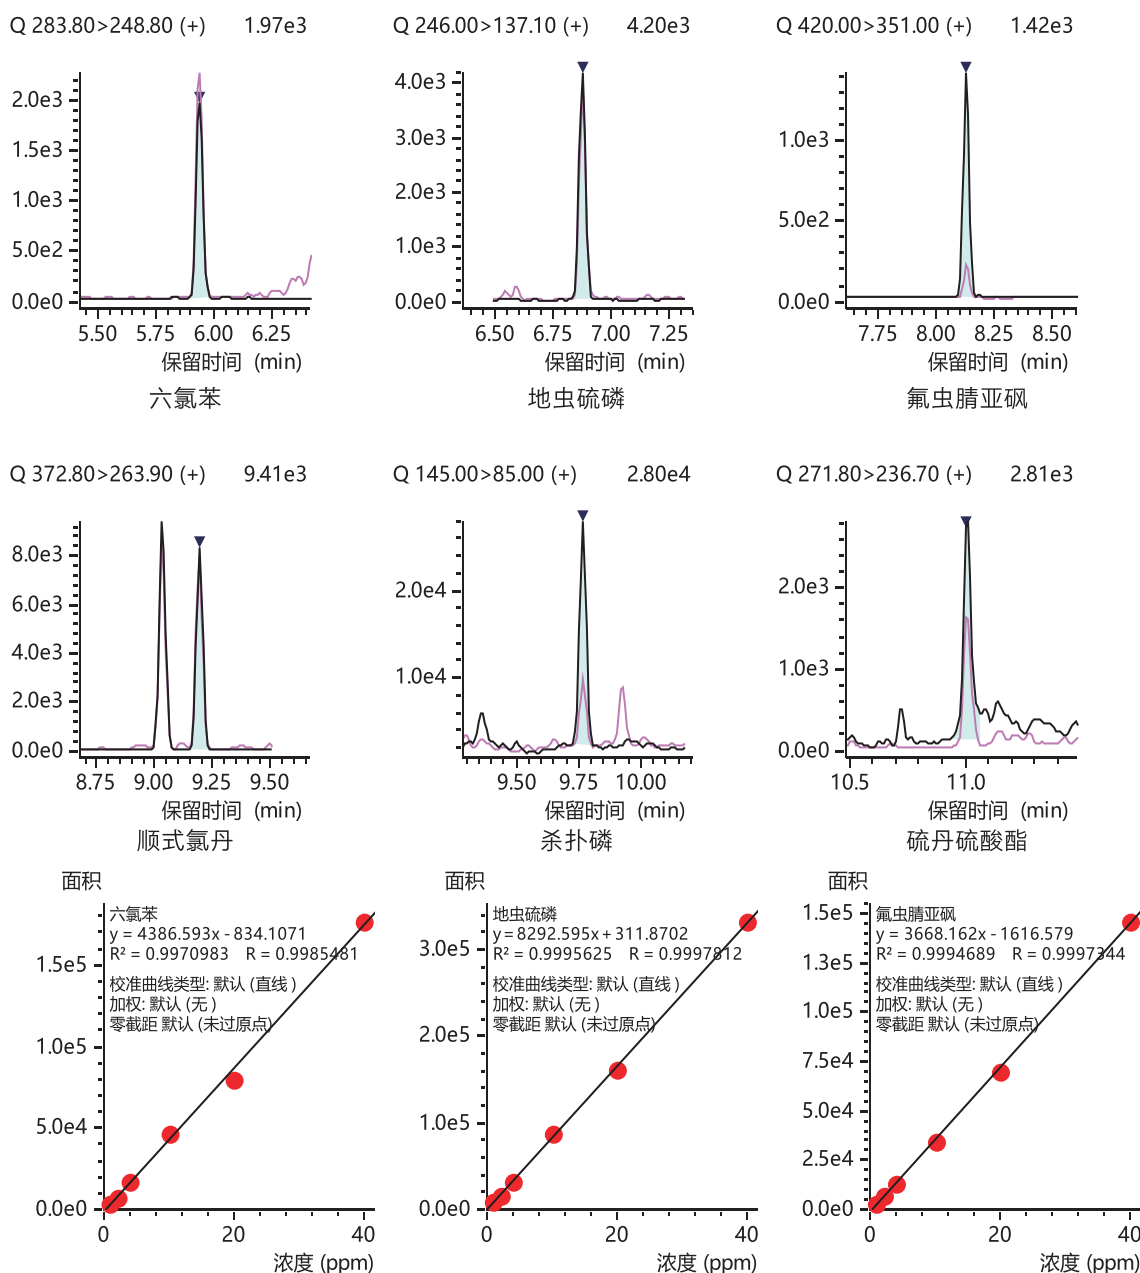 Q 283.80>248.80 (+) 1.97e3
2.0e3
1.5e3
1.0e3
5.0e2
0.0e0
5.50 5.75 6.00 6.25
保留时间 (min)
六氯苯
Q 246.00>137.10 (+) 4.20e3
4.0e3
3.0e3
2.0e3
1.0e3
0.0e0
6.50 6.75 7.00 7.25
保留时间 (min)
地虫硫磷
Q 420.00>351.00 (+) 1.42e3
1.0e3
5.0e2
0.0e0
7.75 8.00 8.25 8.50
保留时间 (min)
氟虫腈亚砜
Q 372.80>263.90 (+) 9.41e3
8.0e3
6.0e3
4.0e3
2.0e3
0.0e0
8.75 9.00 9.25 9.50
保留时间 (min)
顺式氯丹
Q 145.00>85.00 (+) 2.80e4
2.0e4
1.0e4
9.50 9.75 10.00
保留时间 (min)
杀扑磷
Q 271.80>236.70 (+) 2.81e3
2.0e3
1.0e3
0.0e0
10.5 11.0
保留时间 (min)
硫丹硫酸酯
面积
六氯苯
y = 4386.593x - 834.1071
R² = 0.9970983 R = 0.9985481
校准曲线类型: 默认 (直线 )
加权: 默认 (无 )
零截距 默认 (未过原点)
1.5e5
1.0e5
5.0e4
0.0e0
0 20 40
浓度 (ppm)
面积
地虫硫磷
y = 8292.595x + 311.8702
R² = 0.9995625 R = 0.9997812
校准曲线类型: 默认 (直线 )
加权: 默认 (无 )
零截距 默认 (未过原点)
3.0e5
2.0e5
1.0e5
0.0e0
0 20 40
浓度 (ppm)
面积
氟虫腈亚砜
y = 3668.162x - 1616.579
R² = 0.9994689 R = 0.9997344
校准曲线类型: 默认 (直线 )
加权: 默认 (无 )
零截距 默认 (未过原点)
1.5e5
1.3e5
1.0e5
7.5e4
5.0e4
2.5e4
0.0e0
0 20 40
浓度 (ppm)